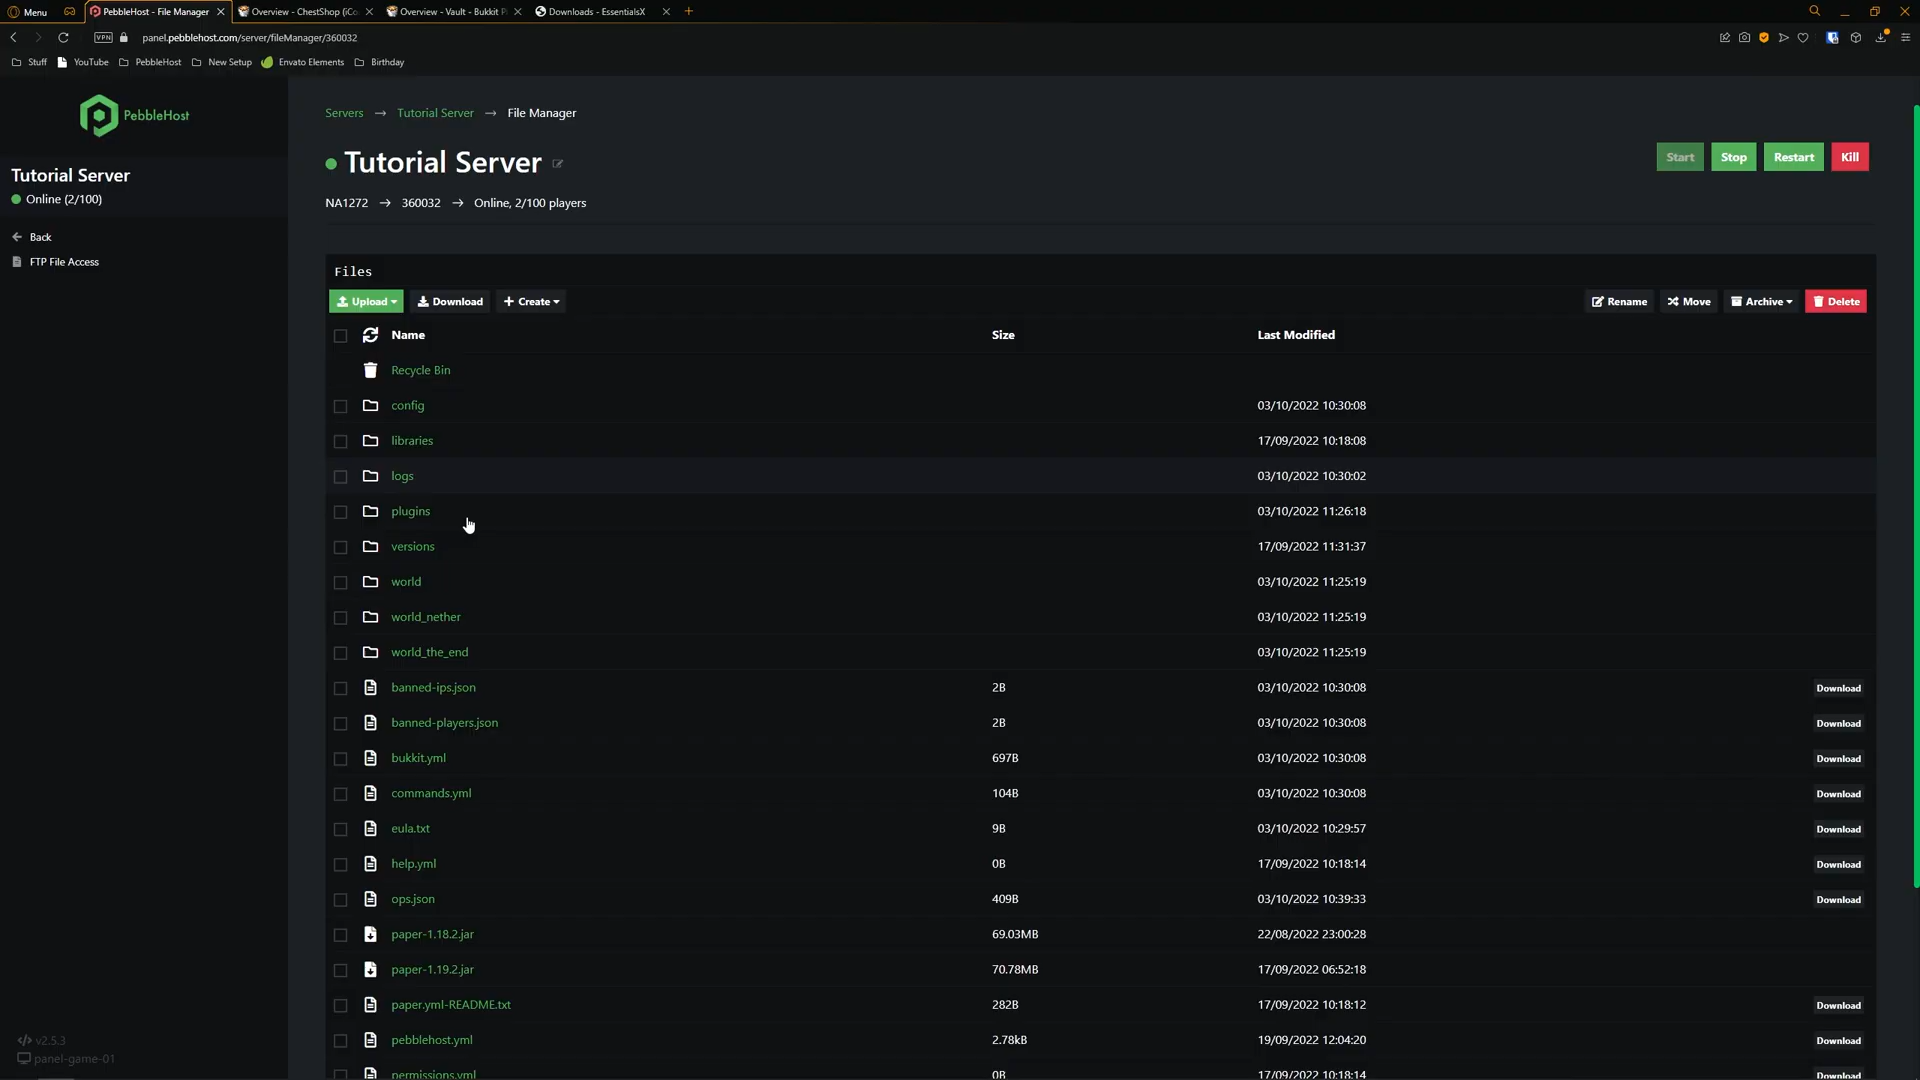 Menu
PebbleHost - File Manager
Overview - ChestShop (iCo
Overview - Vault - Bukkit P
Downloads - EssentialsX
VPN
panel.pebblehost.com/server/fileManager/360032
Stuff
YouTube
PebbleHost
New Setup
Envato Elements
Birthday
PebbleHost
Tutorial Server
Online (2/100)
Back
FTP File Access
Servers → Tutorial Server → File Manager
Tutorial Server
Start
Stop
Restart
Kill
NA1272 → 360032 → Online, 2/100 players
Files
Upload
Download
Create
Rename
Move
Archive
Delete
Name Size Last Modified
Recycle Bin
config 03/10/2022 10:30:08
libraries 17/09/2022 10:18:08
logs 03/10/2022 10:30:02
plugins 03/10/2022 11:26:18
versions 17/09/2022 11:31:37
world 03/10/2022 11:25:19
world_nether 03/10/2022 11:25:19
world_the_end 03/10/2022 11:25:19
banned-ips.json 2B 03/10/2022 10:30:08 Download
banned-players.json 2B 03/10/2022 10:30:08 Download
bukkit.yml 697B 03/10/2022 10:30:08 Download
commands.yml 104B 03/10/2022 10:30:08 Download
eula.txt 9B 03/10/2022 10:29:57 Download
help.yml 0B 17/09/2022 10:18:14 Download
ops.json 409B 03/10/2022 10:39:33 Download
paper-1.18.2.jar 69.03MB 22/08/2022 23:00:28
paper-1.19.2.jar 70.78MB 17/09/2022 06:52:18
paper.yml-README.txt 282B 17/09/2022 10:18:12 Download
pebblehost.yml 2.78kB 19/09/2022 12:04:20 Download
permissions.yml 0B 17/09/2022 10:18:14 Download
v2.5.3
panel-game-01